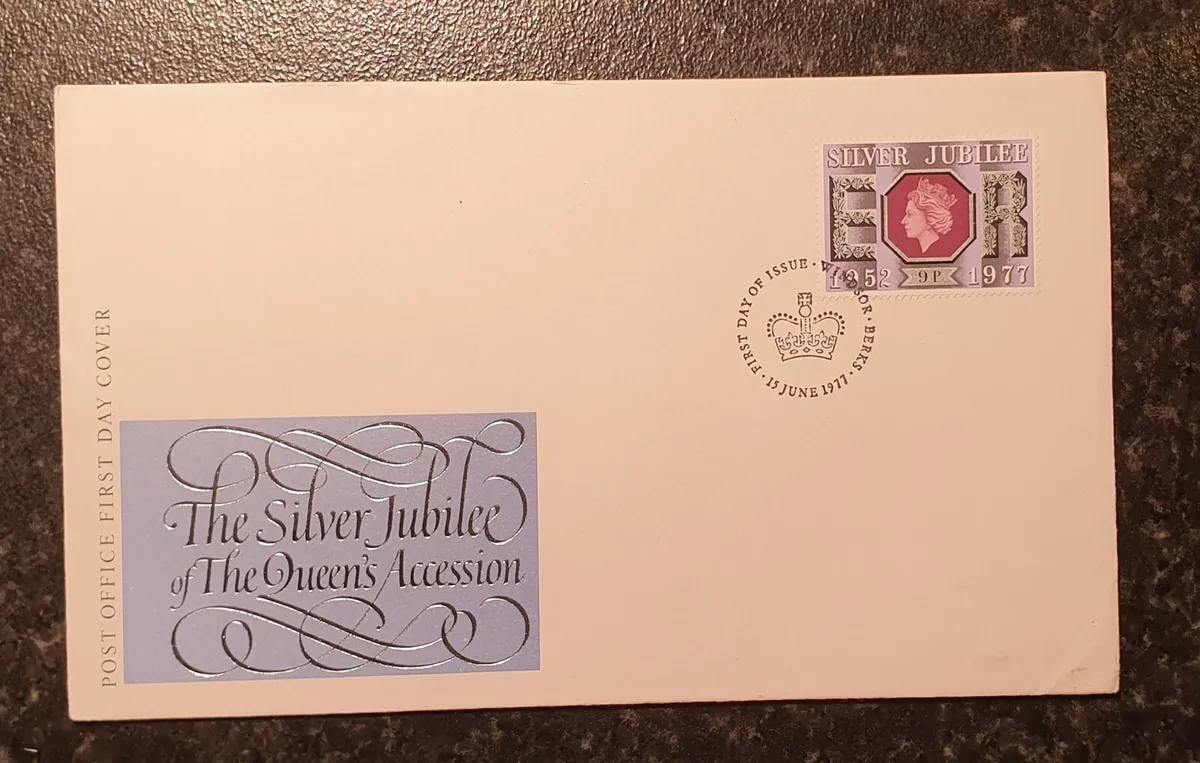 SILVER JUBILEE
E R
1952 9P 1977
FIRST DAY OF ISSUE · WINDSOR · BERKS · 15 JUNE 1977 ·
POST OFFICE FIRST DAY COVER
The Silver Jubilee
of The Queen's Accession